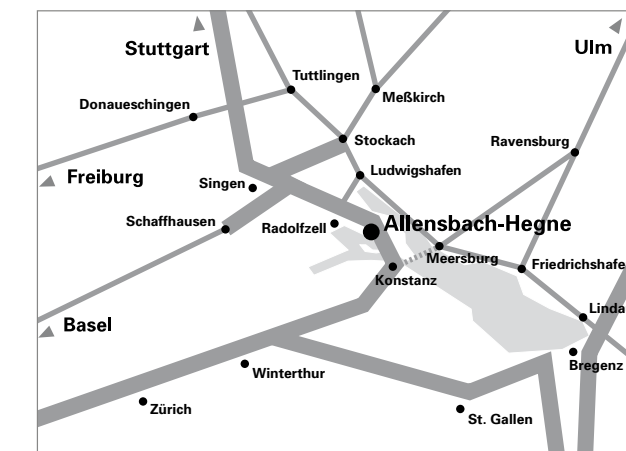 Stuttgart
Ulm
Tuttlingen
Meßkirch
Donaueschingen
Stockach
Ravensburg
Ludwigshafen
Freiburg
Singen
Schaffhausen
Radolfzell
Allensbach-Hegne
Meersburg
Friedrichshafe
Konstanz
Linda
Basel
Bregenz
Winterthur
Zürich
St. Gallen